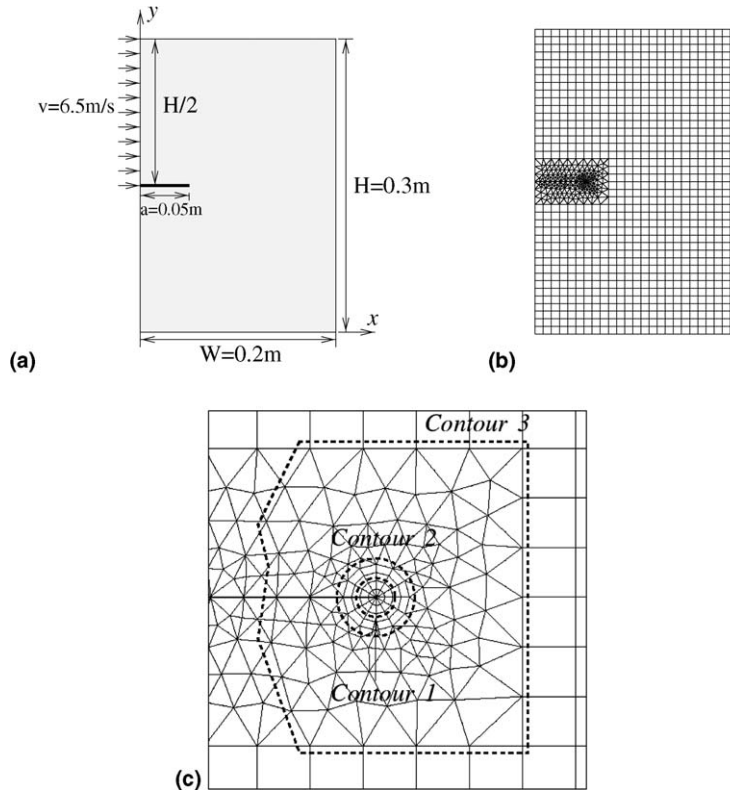 y
v=6.5m/s
H/2
H=0.3m
a=0.05m
x
W=0.2m
(a)
(b)
Contour 3
Contour 2
Contour 1
(c)